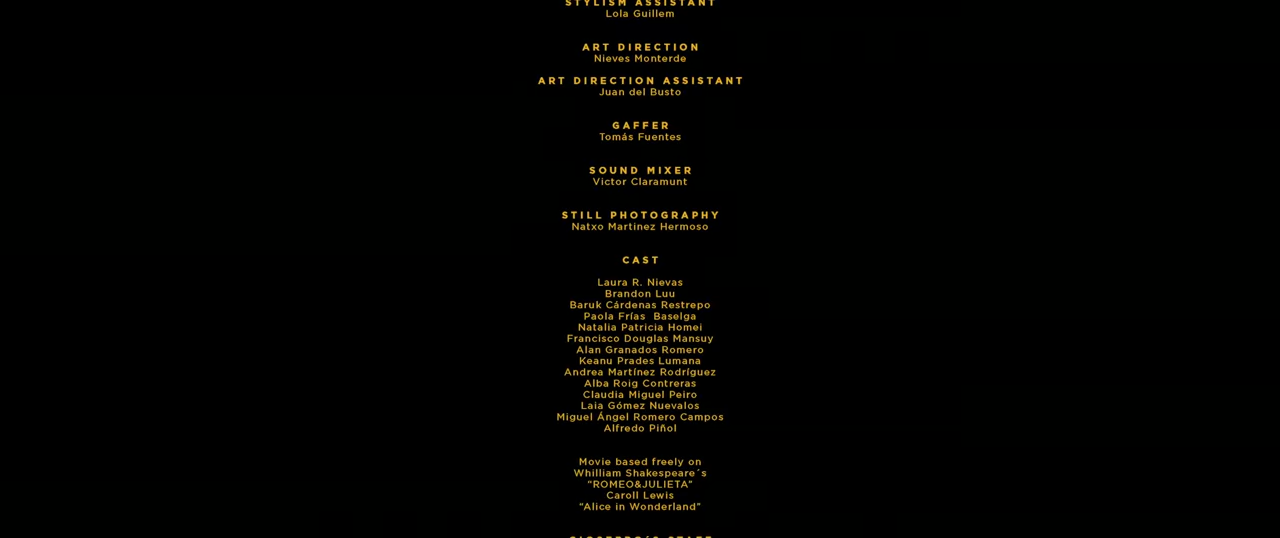 STYLISM ASSISTANT
Lola Guillem
ART DIRECTION
Nieves Monterde
ART DIRECTION ASSISTANT
Juan del Busto
GAFFER
Tomás Fuentes
SOUND MIXER
Víctor Claramunt
STILL PHOTOGRAPHY
Natxo Martinez Hermoso
CAST
Laura R. Nievas
Brandon Luu
Baruk Cárdenas Restrepo
Paola Frías  Baselga
Natalia Patricia Homei
Francisco Douglas Mansuy
Alan Granados Romero
Keanu Prades Lumana
Andrea Martínez Rodríguez
Alba Roig Contreras
Claudia Miguel Peiro
Laia Gómez Nuevalos
Miguel Ángel Romero Campos
Alfredo Piñol
Movie based freely on
Whilliam Shakespeare´s
“ROMEO&JULIETA”
Caroll Lewis
“Alice in Wonderland”